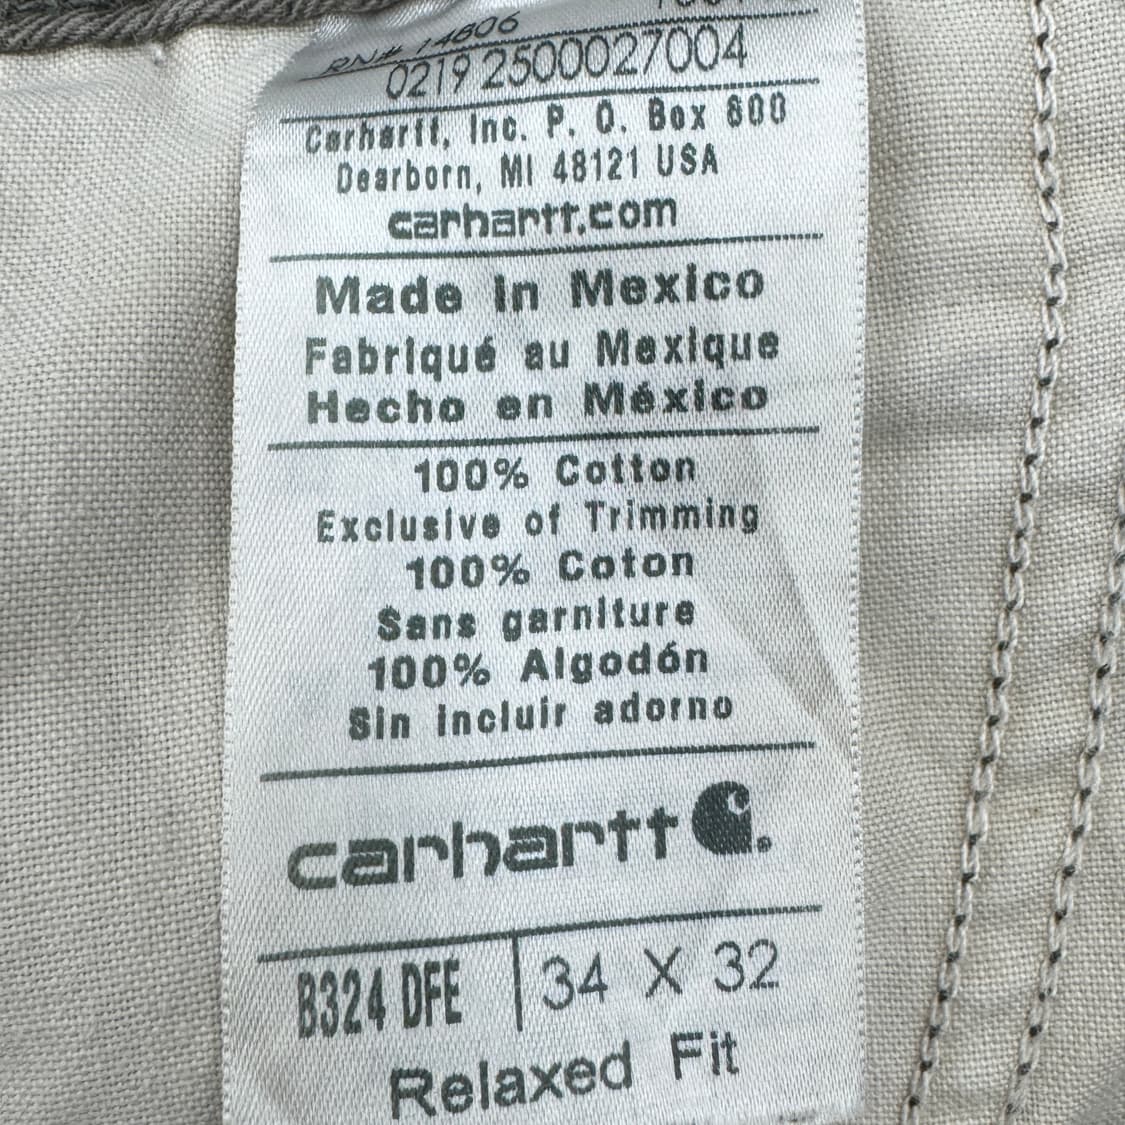 RN# 14806
0219 2500027004
Carhartt, Inc. P. O. Box 600
Dearborn, MI 48121 USA
carhartt.com
Made in Mexico
Fabriqué au Mexique
Hecho en México
100% Cotton
Exclusive of Trimming
100% Coton
Sans garniture
100% Algodón
Sin incluir adorno
carhartt
B324 DFE | 34 X 32
Relaxed Fit